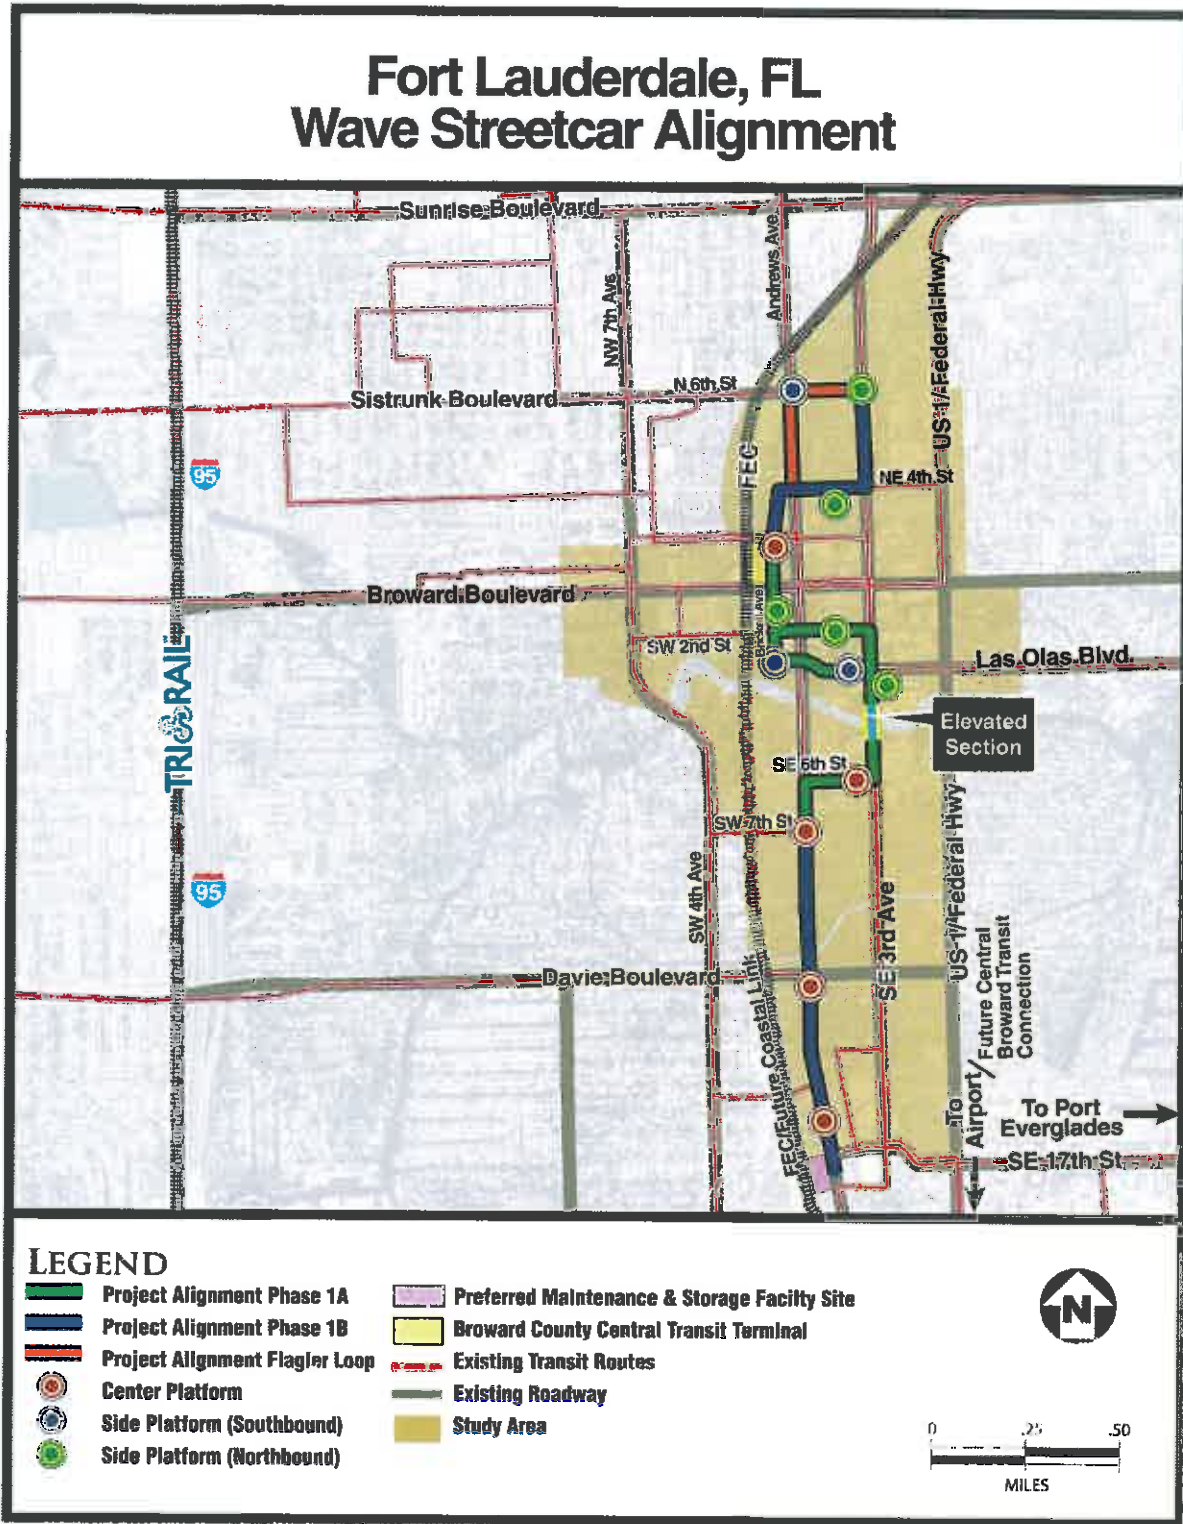 Fort Lauderdale, FL
Wave Streetcar Alignment
Sunrise Boulevard
Andrews Ave
NW 7th Ave
US-1/Federal Hwy
N 6th St
Sistrunk Boulevard
FEC
95
NE 4th St
Broward Boulevard
SW 2nd St
Las Olas Blvd.
TRI RAIL
Elevated
Section
SE 6th St
SW 7th St
95
SW 4th Ave
SE 3rd Ave
US-1/Federal Hwy
Davie Boulevard
FEC/Future Coastal Link
To
Airport/
Future Central
Broward Transit
Connection
To Port
Everglades
SE 17th St
LEGEND
Project Alignment Phase 1A
Project Alignment Phase 1B
Project Alignment Flagler Loop
Center Platform
Side Platform (Southbound)
Side Platform (Northbound)
Preferred Maintenance & Storage Facilty Site
Broward County Central Transit Terminal
Existing Transit Routes
Existing Roadway
Study Area
N
0 .25 .50
MILES